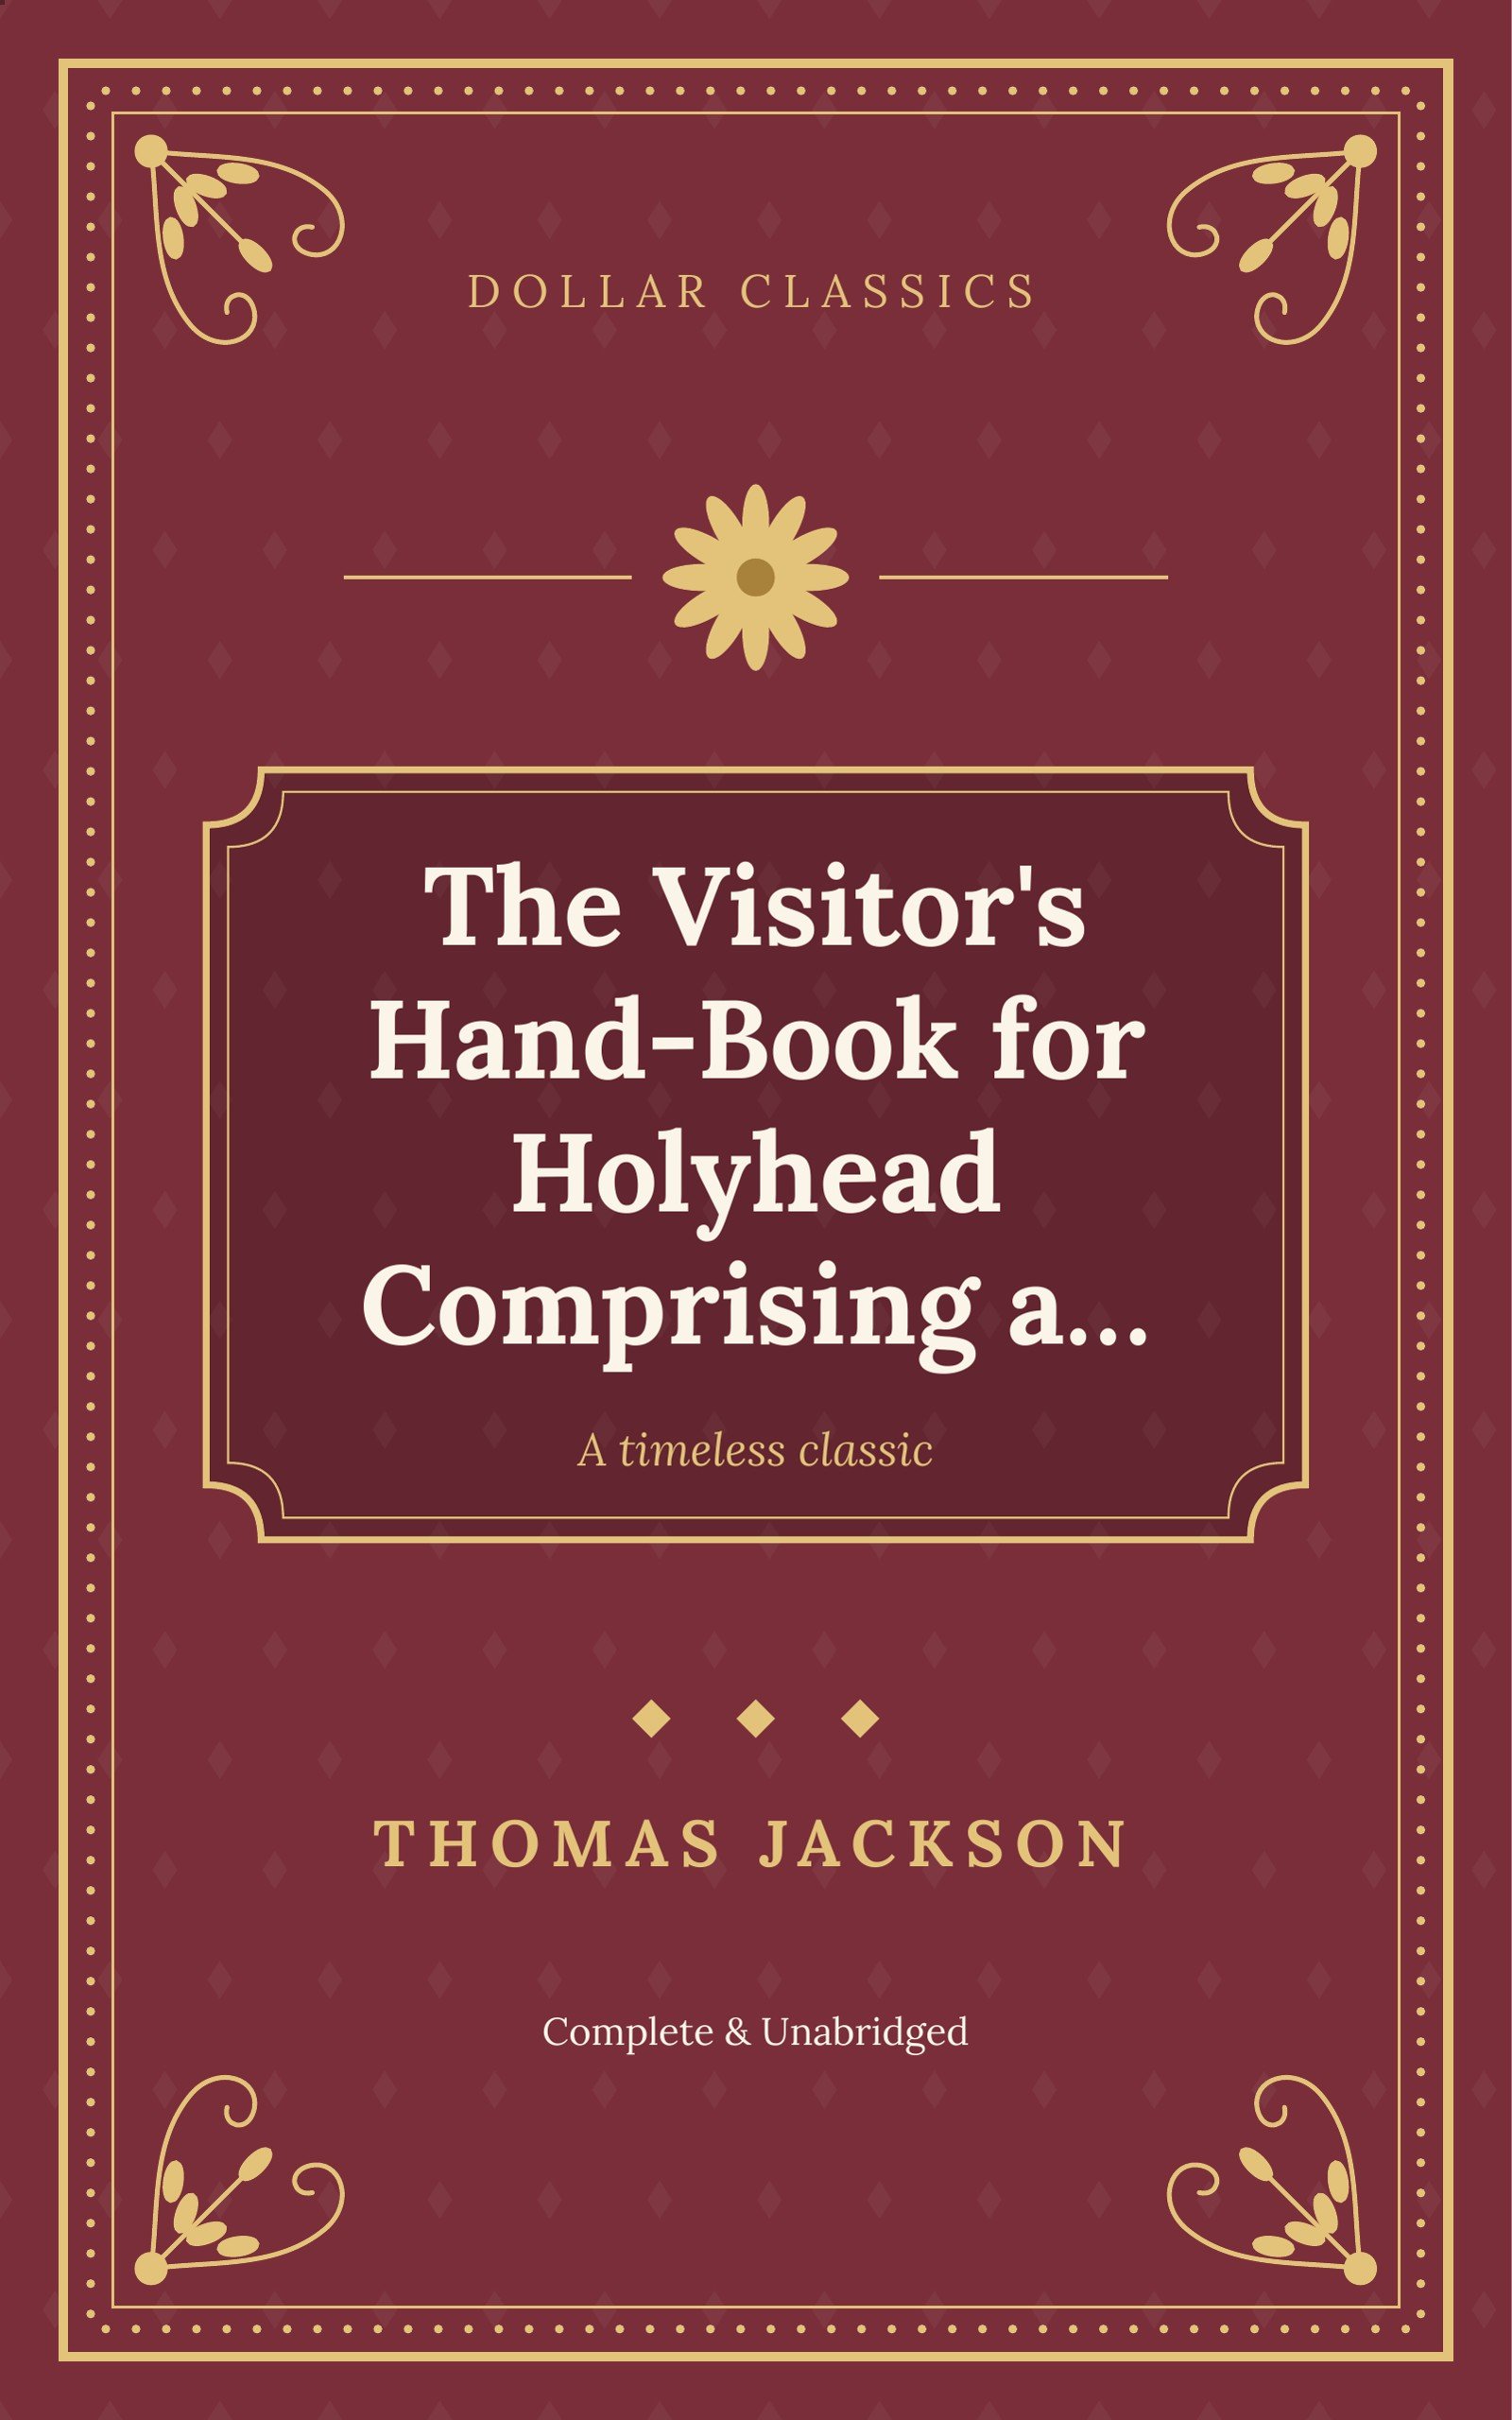 DOLLAR CLASSICS
The Visitor's
Hand-Book for
Holyhead
Comprising a...
A timeless classic
THOMAS JACKSON
Complete & Unabridged